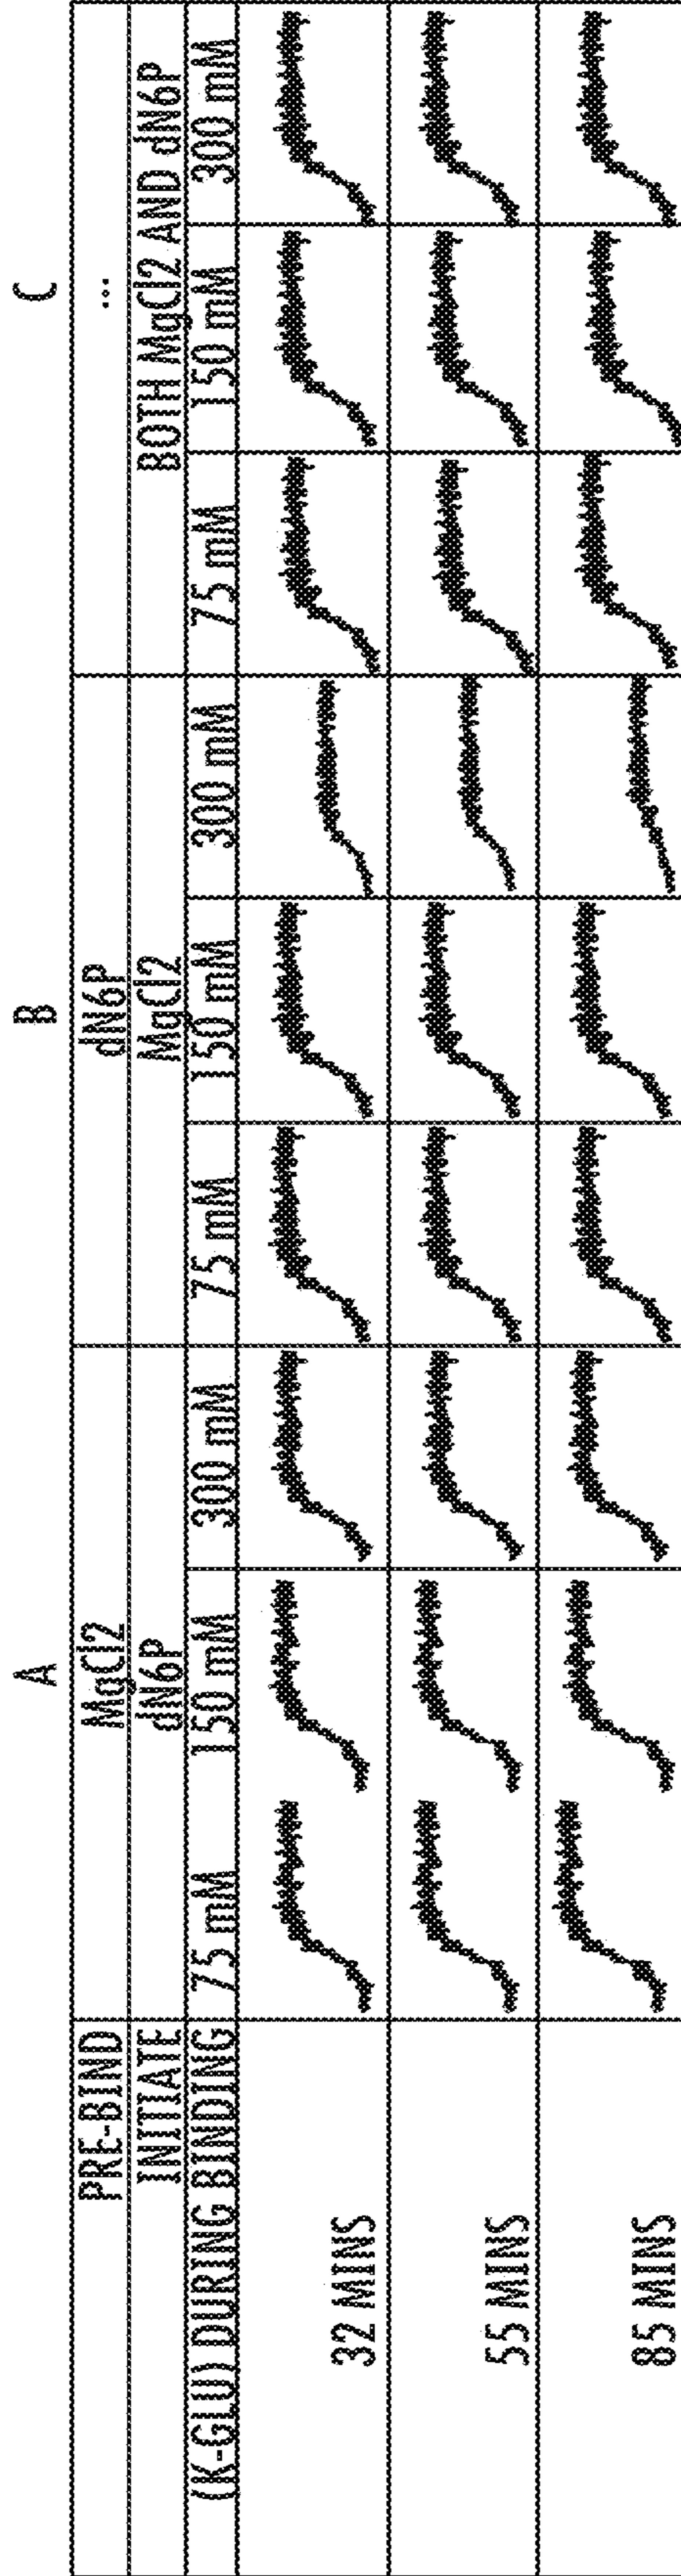 A B C
PRE-BIND MgCl2 dN6P ...
INITIATE dN6P MgCl2 BOTH MgCl2 AND dN6P
(K-GLU) DURING BINDING 75 mM 150 mM 300 mM 75 mM 150 mM 300 mM 75 mM 150 mM 300 mM
32 MINS
55 MINS
85 MINS